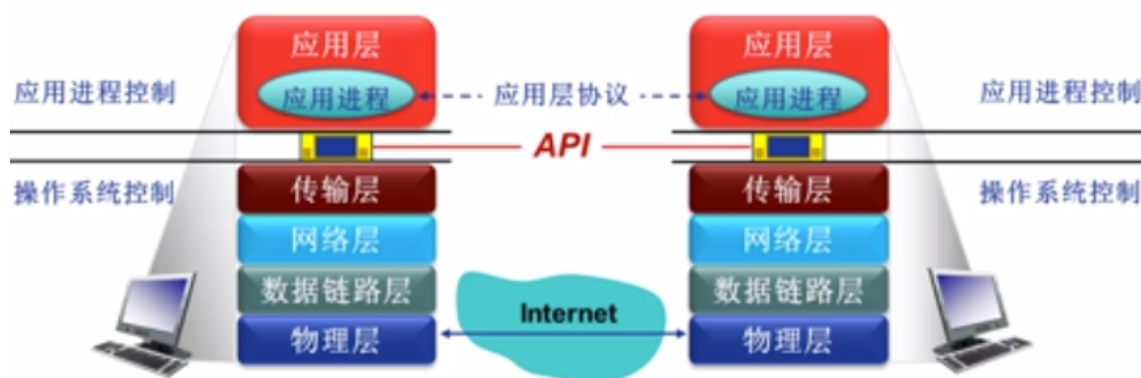 应用层
应用层
应用进程控制
应用进程
应用层协议
应用进程
应用进程控制
API
操作系统控制
传输层
传输层
操作系统控制
网络层
网络层
数据链路层
数据链路层
Internet
物理层
物理层